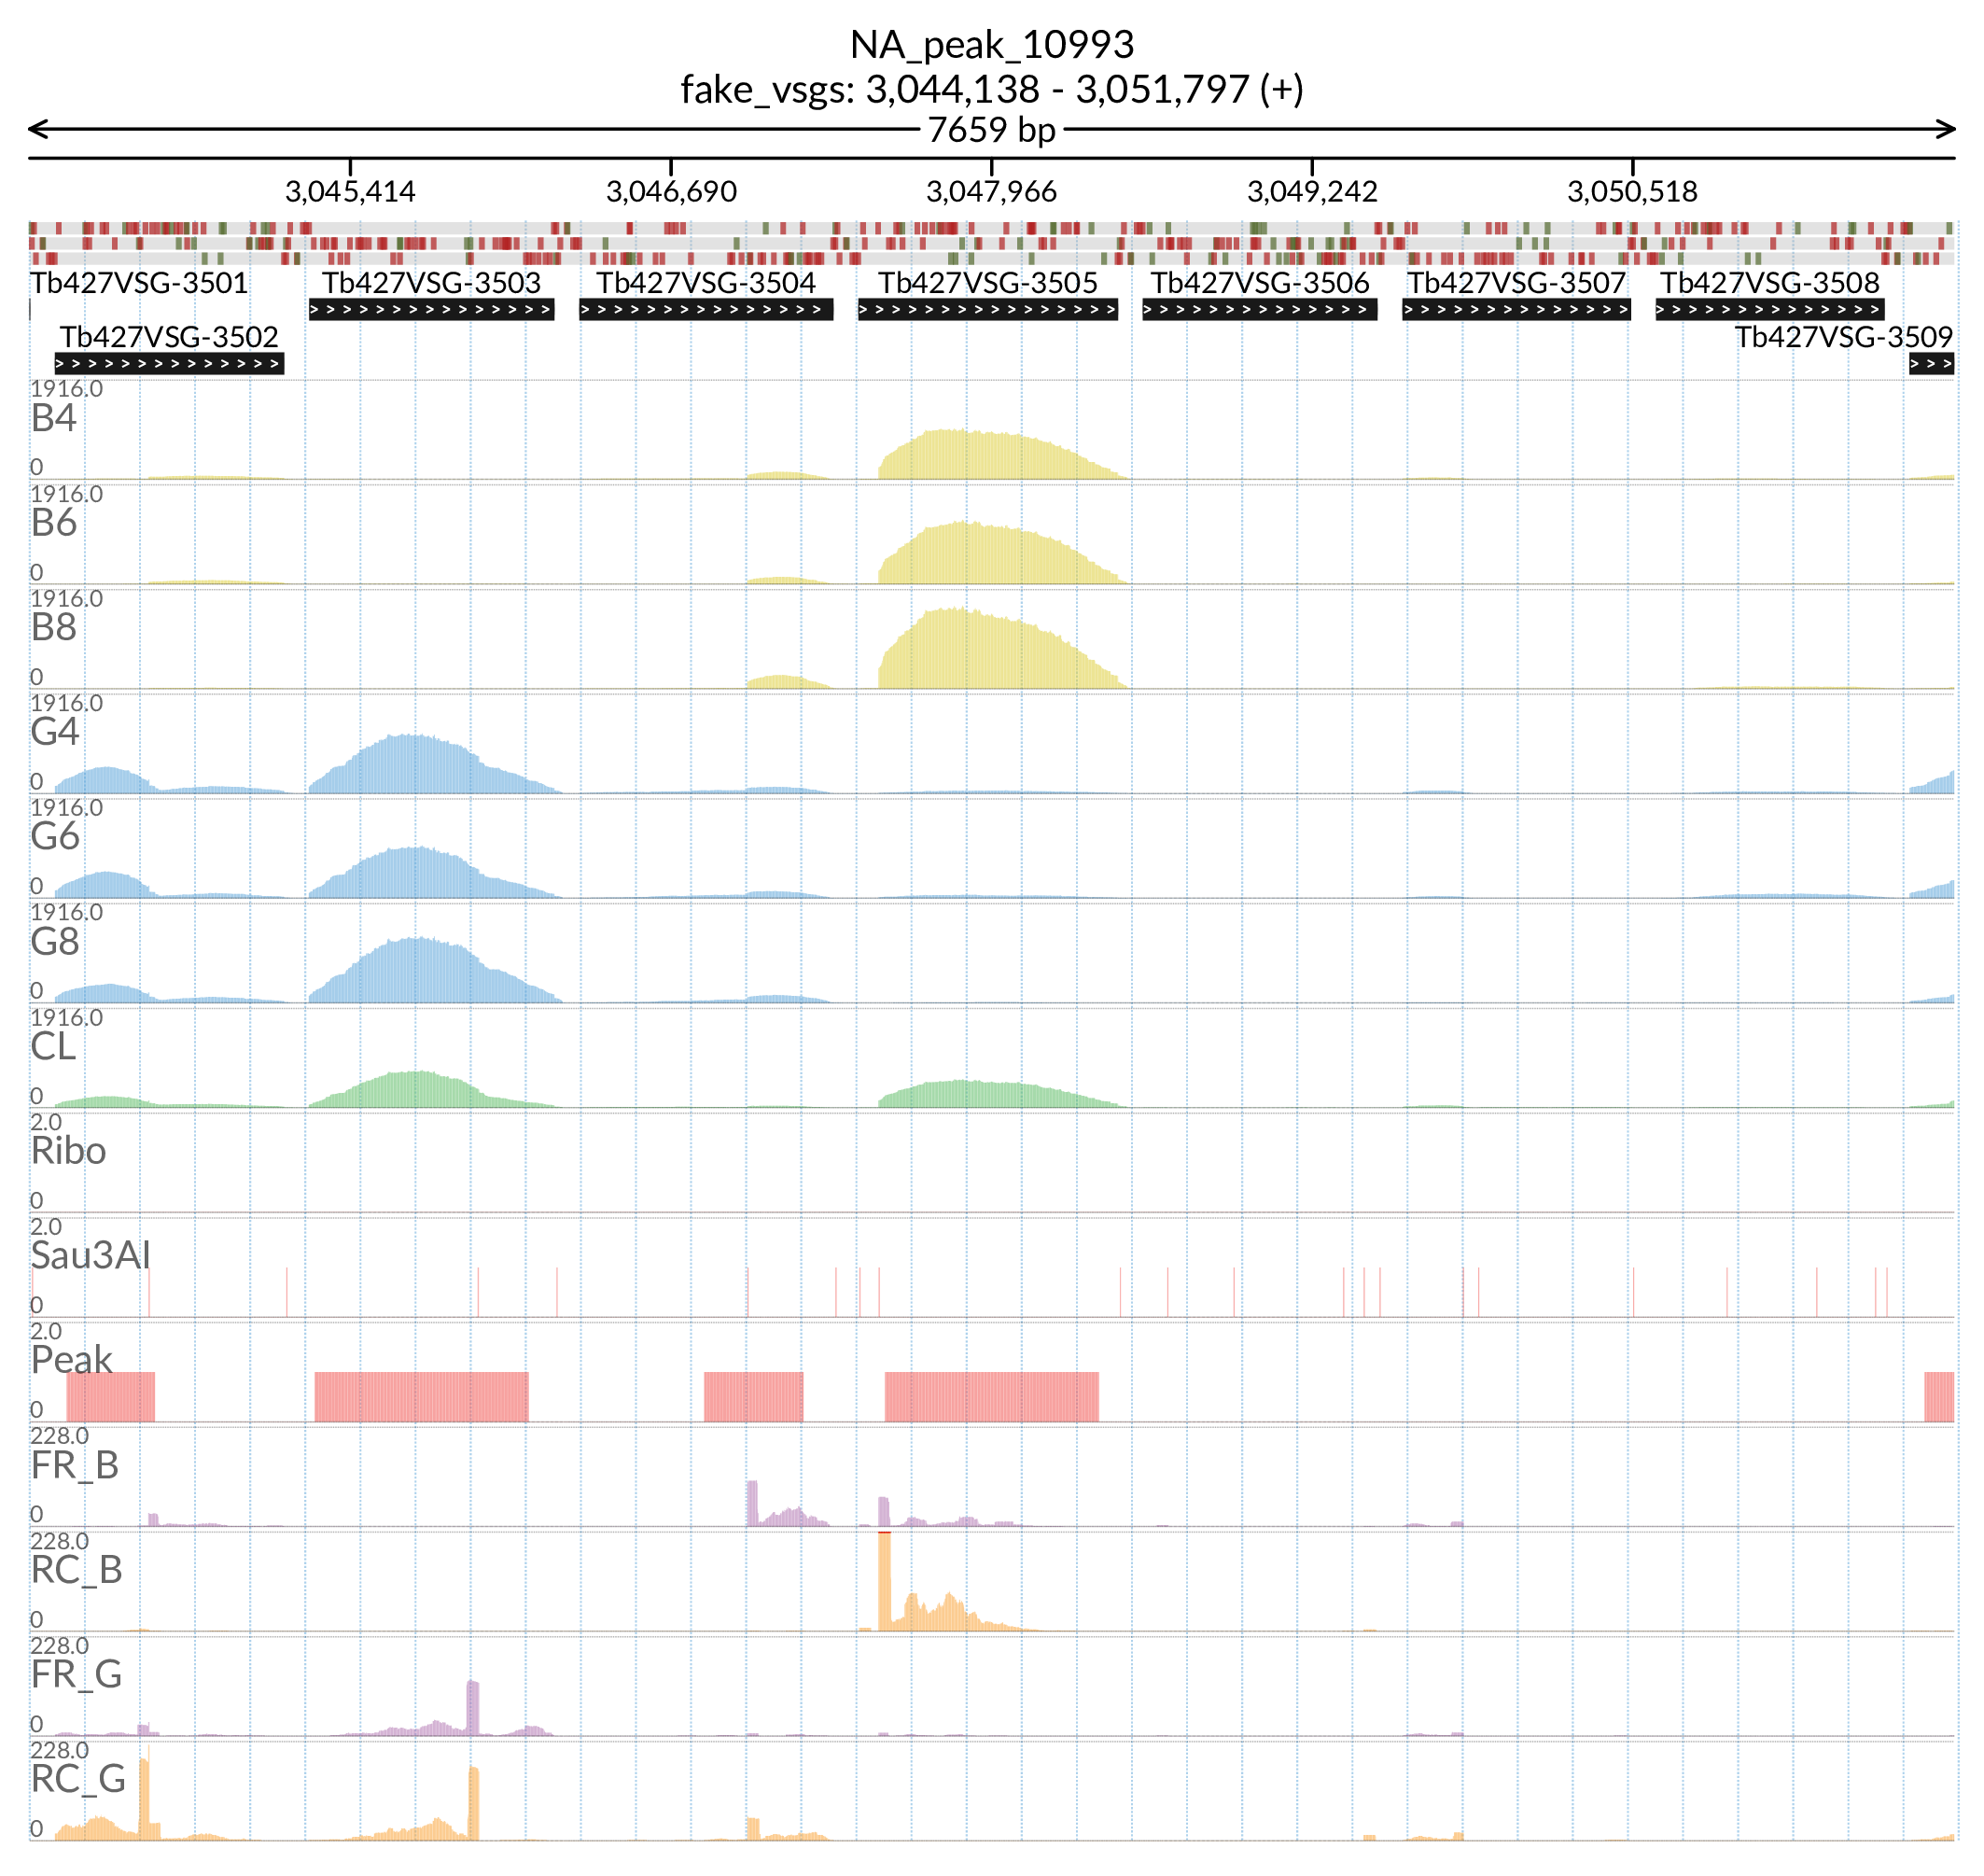 NA_peak_10993
fake_vsgs: 3,044,138 - 3,051,797 (+)
7659 bp
3,045,414 3,046,690 3,047,966 3,049,242 3,050,518
Tb427VSG-3501 Tb427VSG-3503 Tb427VSG-3504 Tb427VSG-3505 Tb427VSG-3506 Tb427VSG-3507 Tb427VSG-3508
Tb427VSG-3502 Tb427VSG-3509
1916.0
B4
0
1916.0
B6
0
1916.0
B8
0
1916.0
G4
0
1916.0
G6
0
1916.0
G8
0
1916.0
CL
0
2.0
Ribo
0
2.0
Sau3AI
0
2.0
Peak
0
228.0
FR_B
0
228.0
RC_B
0
228.0
FR_G
0
228.0
RC_G
0